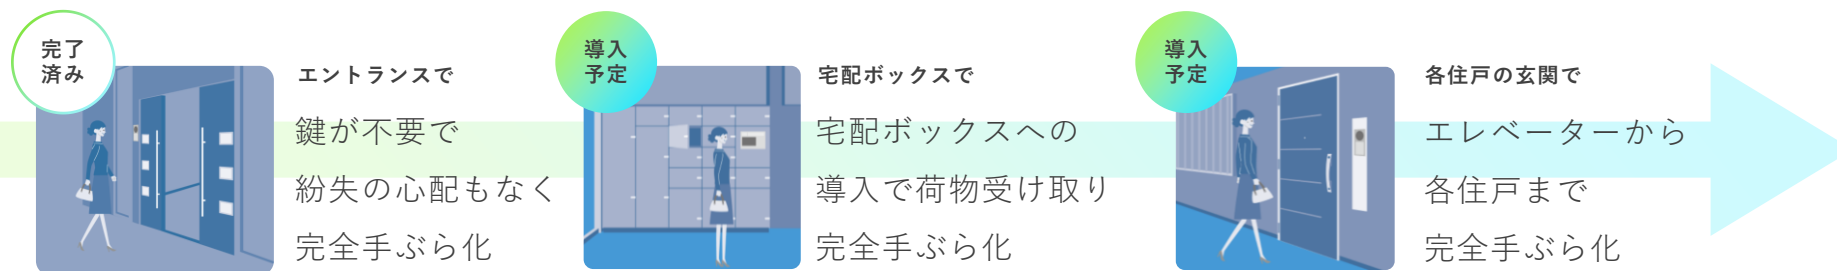 完了
済み
エントランスで
鍵が不要で
紛失の心配もなく
完全手ぶら化
導入
予定
宅配ボックスで
宅配ボックスへの
導入で荷物受け取り
完全手ぶら化
導入
予定
各住戸の玄関で
エレベーターから
各住戸まで
完全手ぶら化